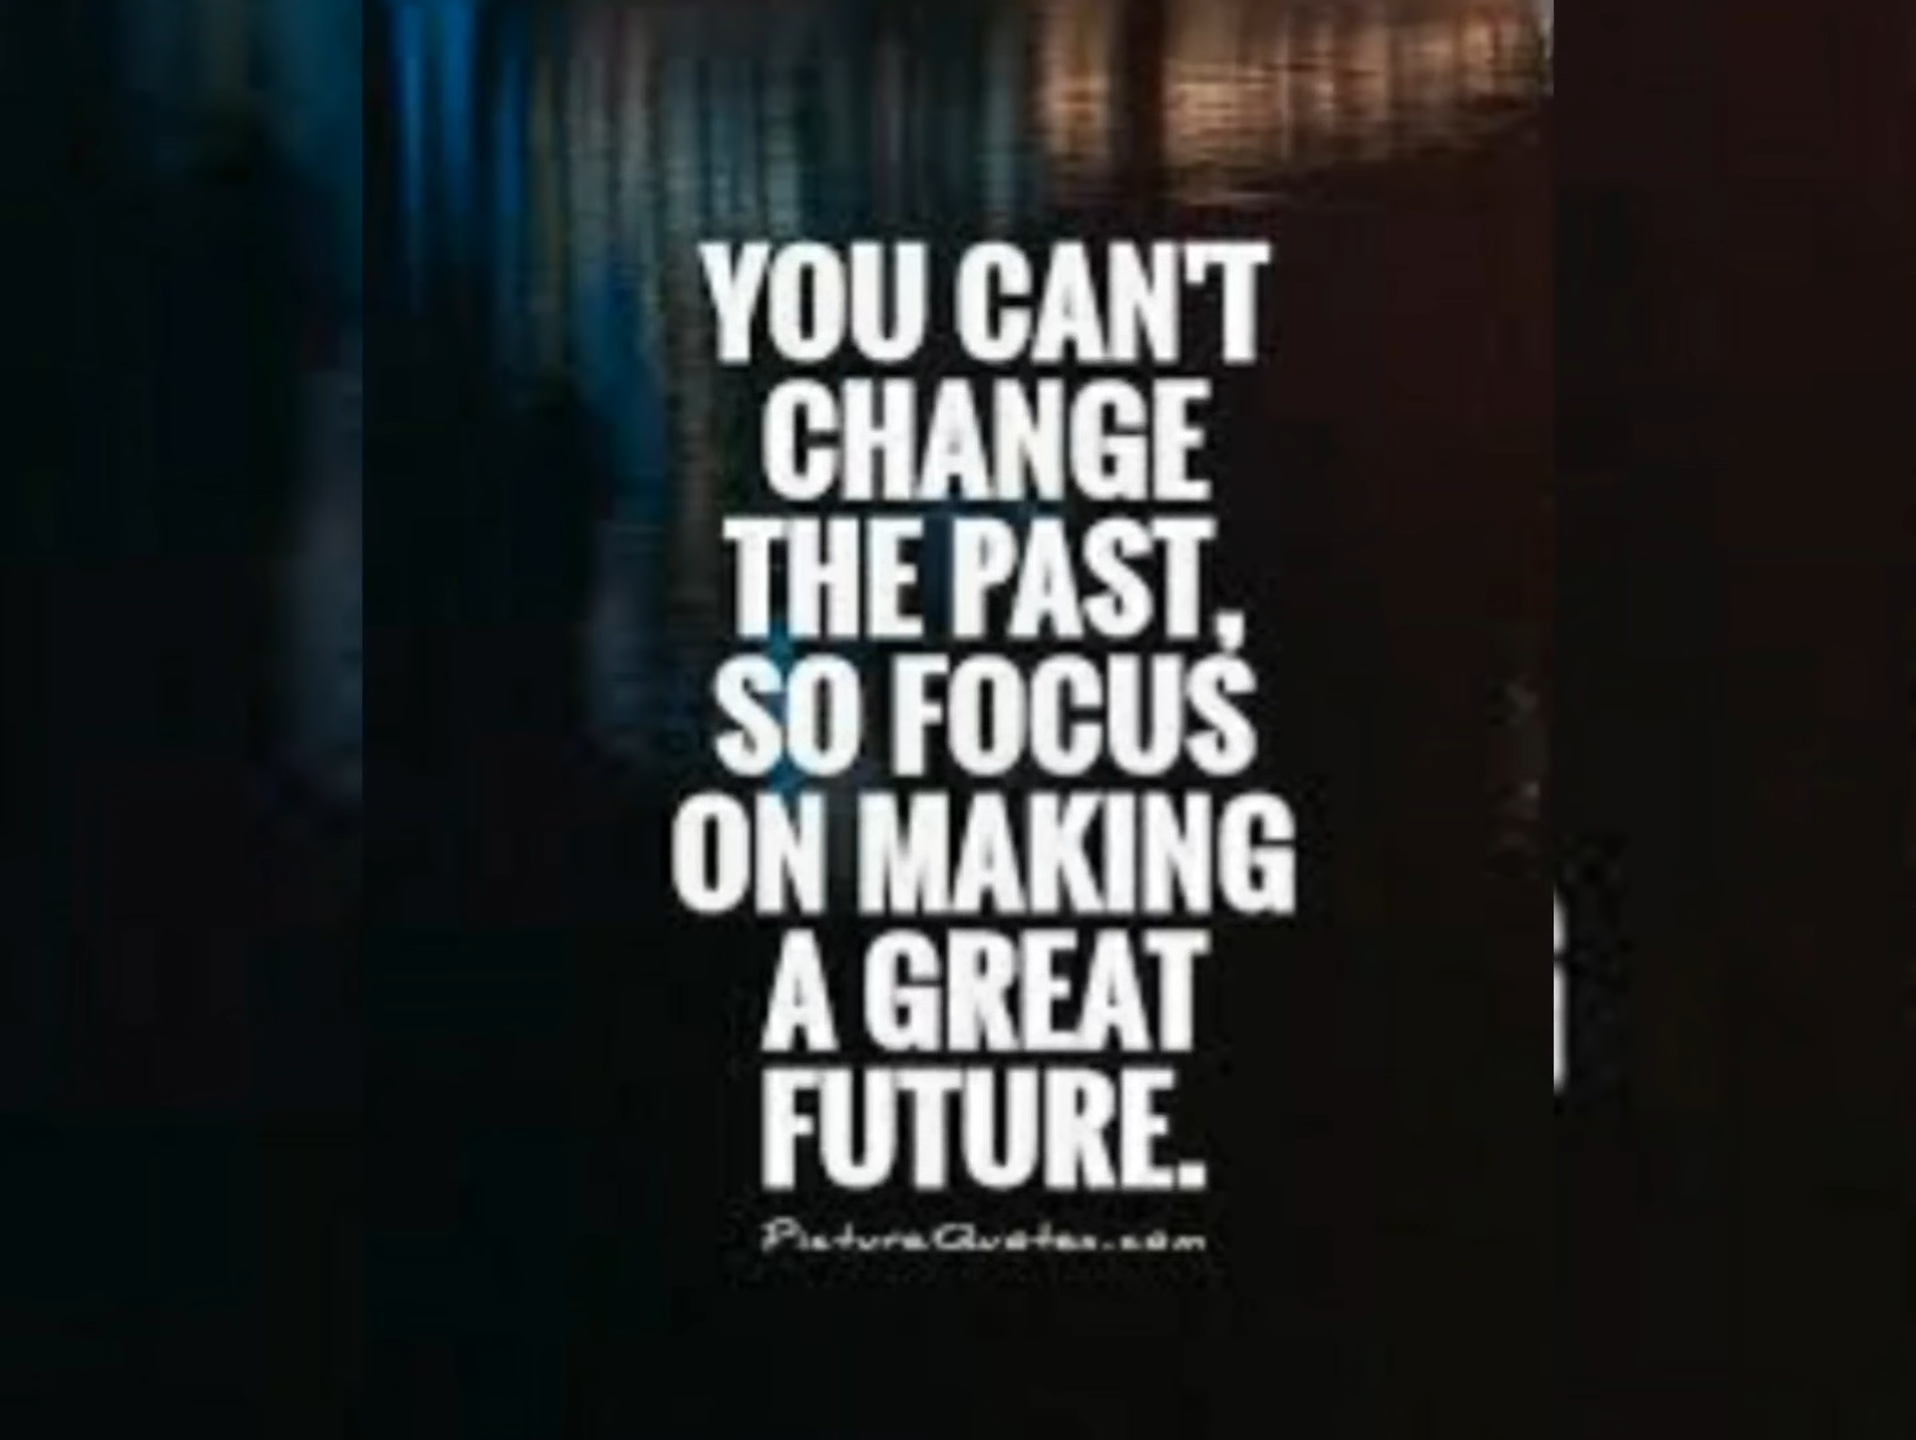 YOU CAN'T
CHANGE
THE PAST,
SO FOCUS
ON MAKING
A GREAT
FUTURE.
PictureQuotes.com